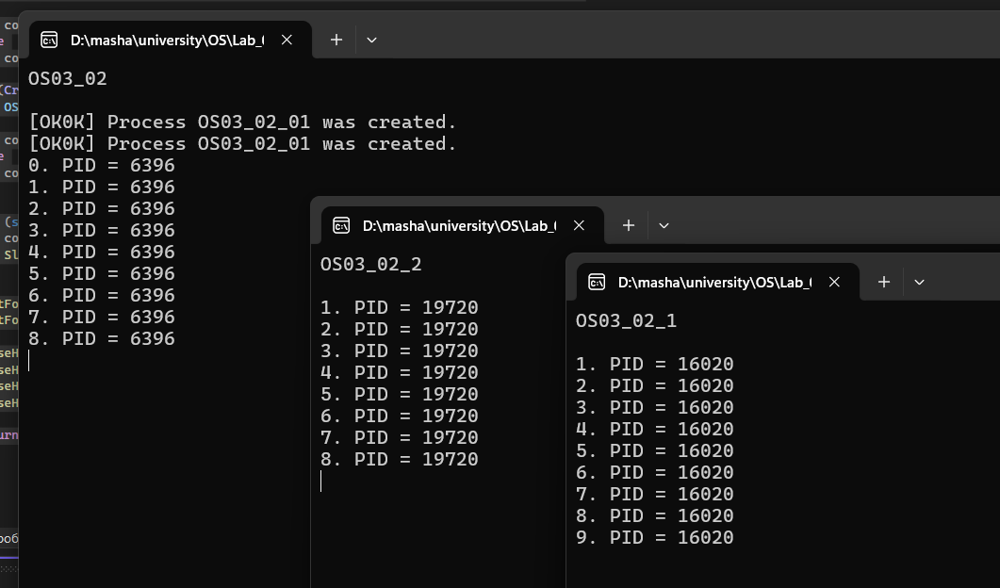 D:\masha\university\OS\Lab_
OS03_02
[OK0K] Process OS03_02_01 was created.
[OK0K] Process OS03_02_01 was created.
0. PID = 6396
1. PID = 6396
2. PID = 6396
3. PID = 6396
4. PID = 6396
5. PID = 6396
6. PID = 6396
7. PID = 6396
8. PID = 6396
D:\masha\university\OS\Lab_
OS03_02_2
1. PID = 19720
2. PID = 19720
3. PID = 19720
4. PID = 19720
5. PID = 19720
6. PID = 19720
7. PID = 19720
8. PID = 19720
D:\masha\university\OS\Lab_
OS03_02_1
1. PID = 16020
2. PID = 16020
3. PID = 16020
4. PID = 16020
5. PID = 16020
6. PID = 16020
7. PID = 16020
8. PID = 16020
9. PID = 16020